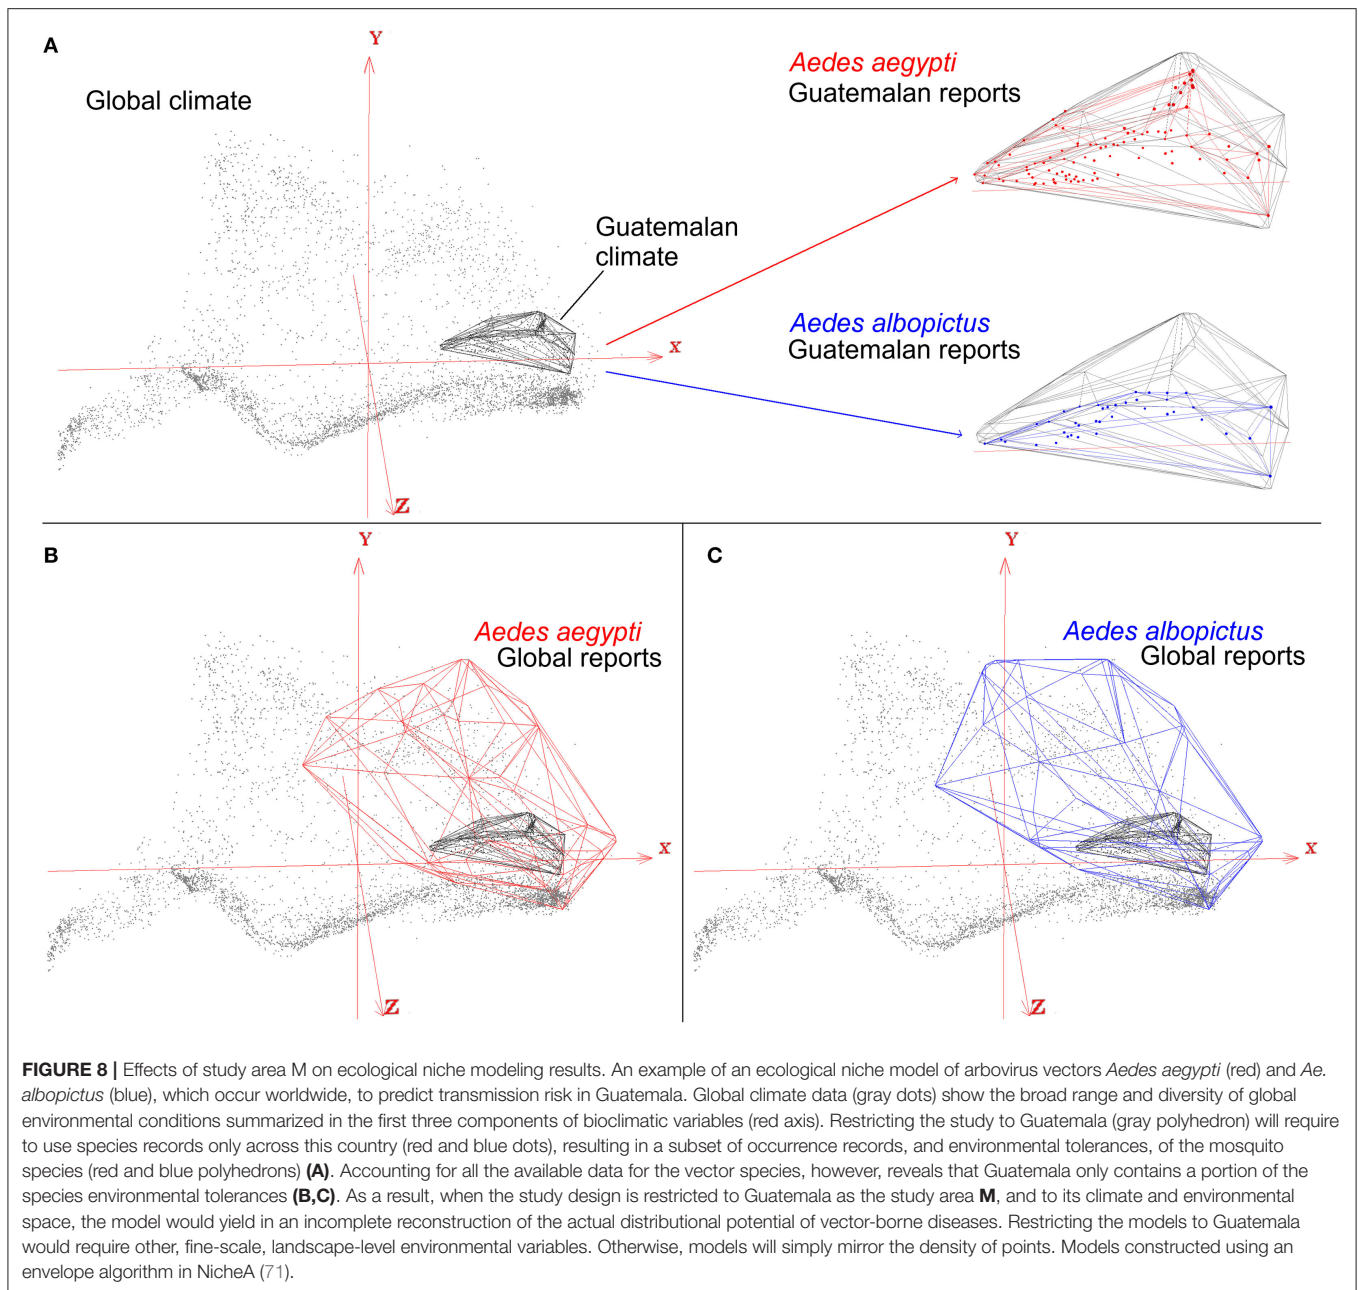 A
Y
Global climate
Aedes aegypti
Guatemalan reports
Guatemalan
climate
Aedes albopictus
Guatemalan reports
X
Z
B
Y
Aedes aegypti
Global reports
X
Z
C
Y
Aedes albopictus
Global reports
X
Z
FIGURE 8 | Effects of study area M on ecological niche modeling results. An example of an ecological niche model of arbovirus vectors Aedes aegypti (red) and Ae.
albopictus (blue), which occur worldwide, to predict transmission risk in Guatemala. Global climate data (gray dots) show the broad range and diversity of global
environmental conditions summarized in the first three components of bioclimatic variables (red axis). Restricting the study to Guatemala (gray polyhedron) will require
to use species records only across this country (red and blue dots), resulting in a subset of occurrence records, and environmental tolerances, of the mosquito
species (red and blue polyhedrons) (A). Accounting for all the available data for the vector species, however, reveals that Guatemala only contains a portion of the
species environmental tolerances (B,C). As a result, when the study design is restricted to Guatemala as the study area M, and to its climate and environmental
space, the model would yield in an incomplete reconstruction of the actual distributional potential of vector-borne diseases. Restricting the models to Guatemala
would require other, fine-scale, landscape-level environmental variables. Otherwise, models will simply mirror the density of points. Models constructed using an
envelope algorithm in NicheA (71).